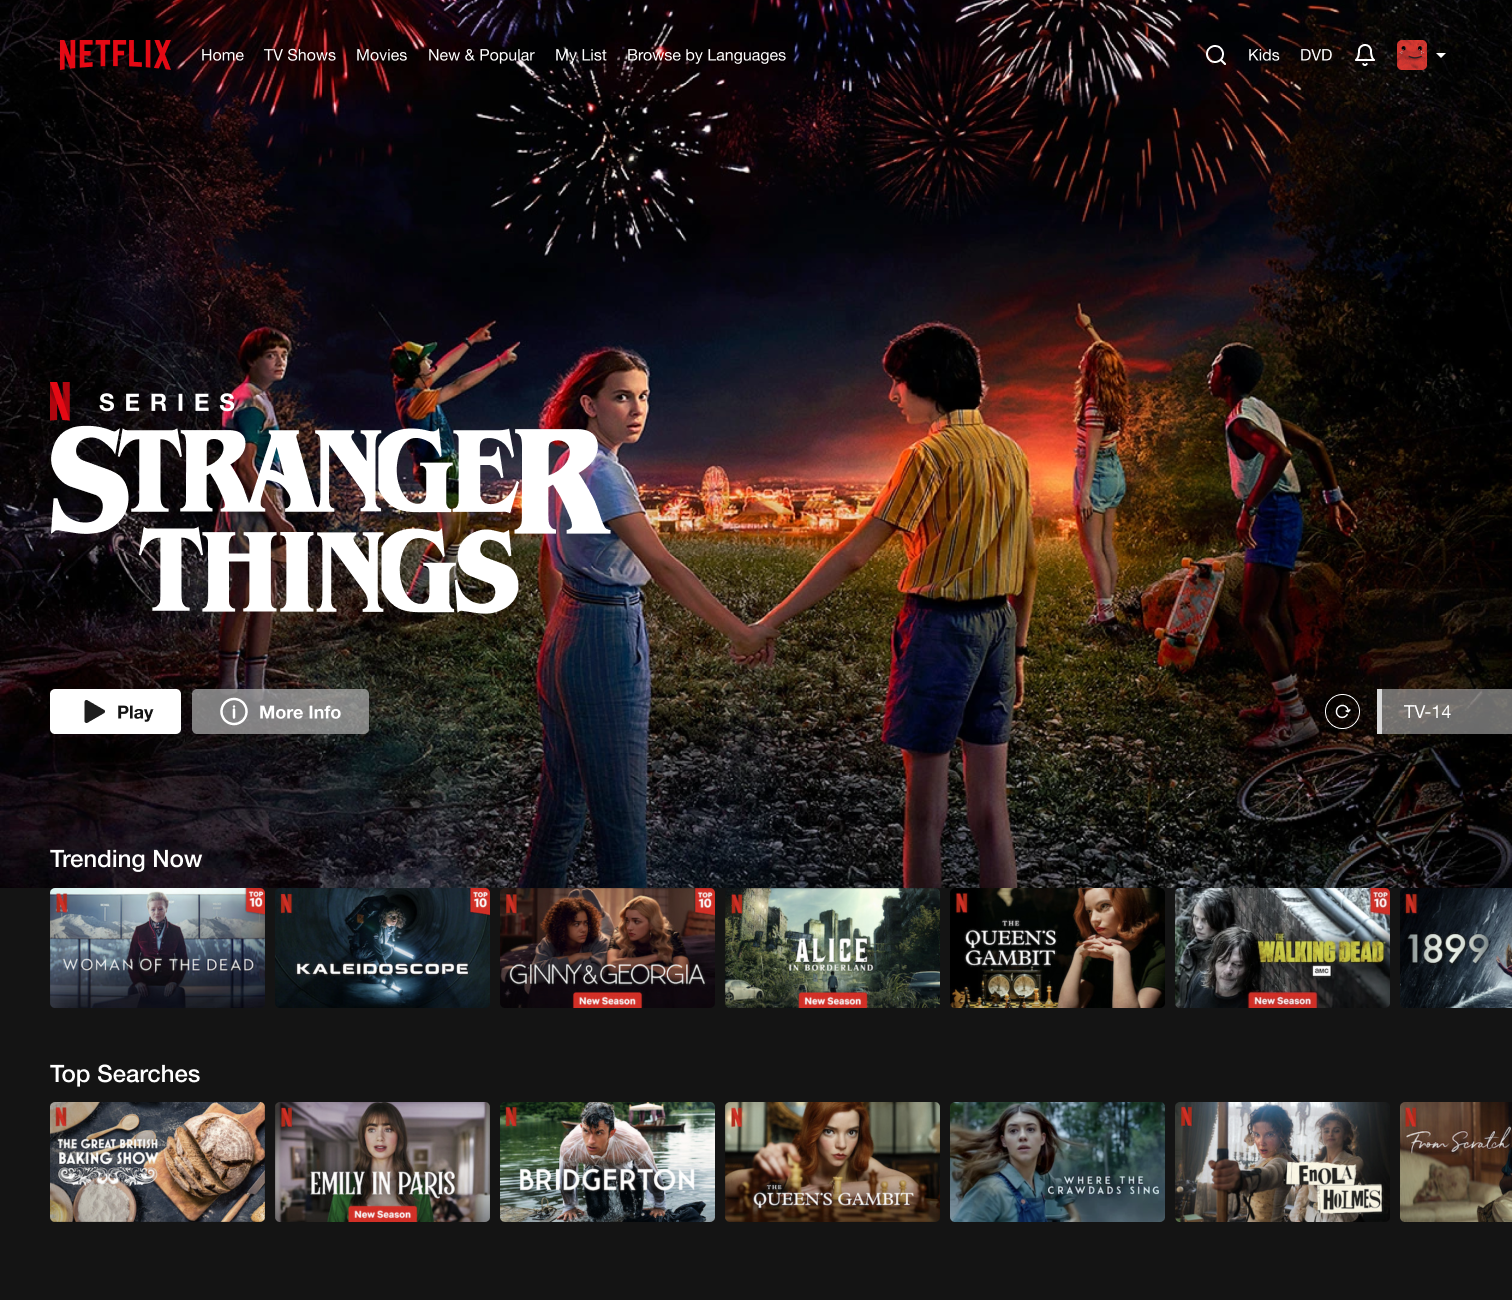 NETFLIX
Home
TV Shows
Movies
New & Popular
My List
Browse by Languages
Kids
DVD
N SERIES
STRANGER
THINGS
Play
More Info
TV-14
Trending Now
N
TOP
10
WOMAN OF THE DEAD
N
TOP
10
KALEIDOSCOPE
N
TOP
10
GINNY & GEORGIA
New Season
N
ALICE
IN BORDERLAND
New Season
N
THE
QUEEN'S
GAMBIT
TOP
10
THE
WALKING DEAD
amc
New Season
N
1899
Top Searches
N
THE GREAT BRITISH
BAKING SHOW
N
EMILY IN PARIS
New Season
N
BRIDGERTON
N
THE
QUEEN'S GAMBIT
WHERE THE
CRAWDADS SING
N
ENOLA
HOLMES
N
From Scratch